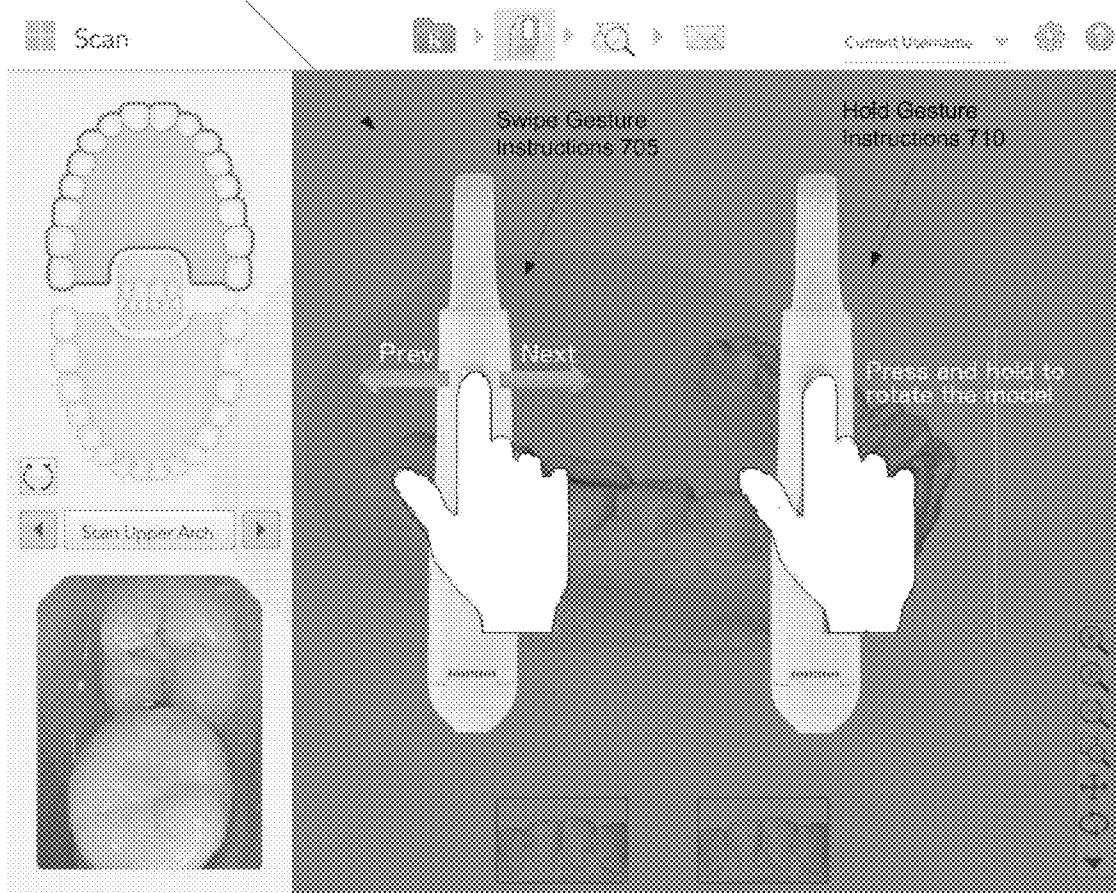 Scan
Current Username
Swipe Gesture
Instructions 705
Hold Gesture
Instructions 710
Prev
Next
Press and hold to
rotate the model
Scan Upper Arch